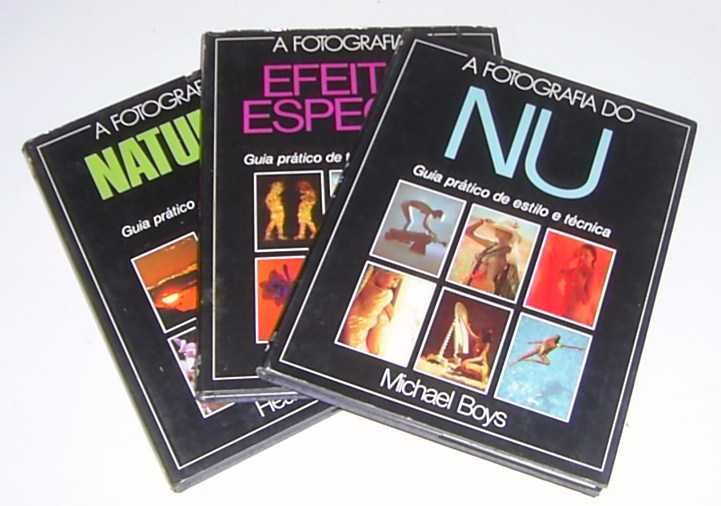 A FOTOGRAF
NATU
Guia prático
A FOTOGRAFIA
EFEIT
ESPEC
Guia prático de
A FOTOGRAFIA DO
NU
Guia prático de estilo e técnica
Michael Boys